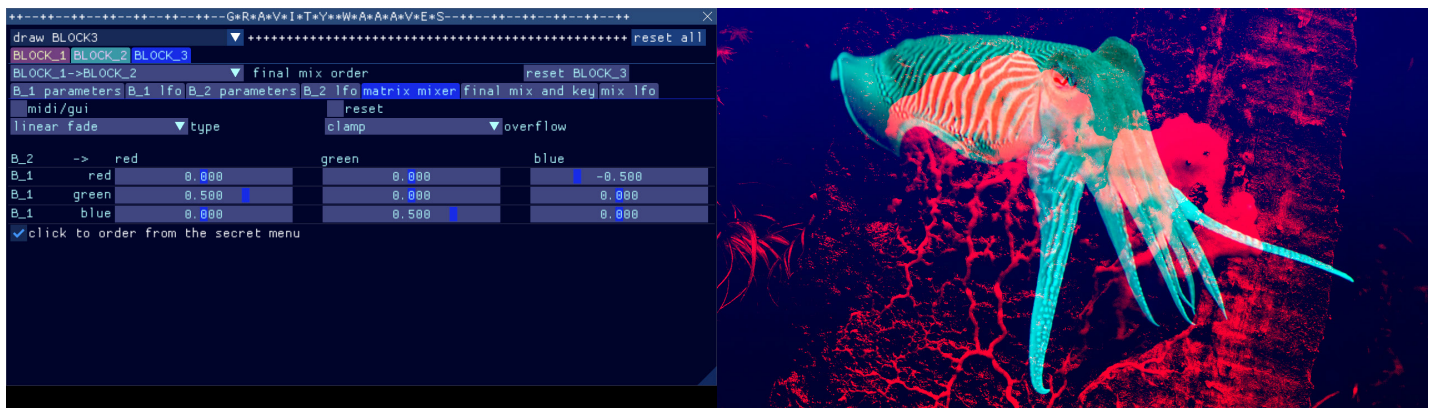 ++--++--++--++--++--++--++--G*R*A*V*I*T*Y**W*A*A*A*V*E*S--++--++--++--++--++--++
draw BLOCK3 ++++++++++++++++++++++++++++++++++++++++++++++++++ reset all
BLOCK_1 BLOCK_2 BLOCK_3
BLOCK_1->BLOCK_2 final mix order reset BLOCK_3
B_1 parameters B_1 lfo B_2 parameters B_2 lfo matrix mixer final mix and key mix lfo
midi/gui reset
linear fade type clamp overflow
B_2 -> red green blue
B_1 red 0.000 0.000 -0.500
B_1 green 0.500 0.000 0.000
B_1 blue 0.000 0.500 0.000
click to order from the secret menu